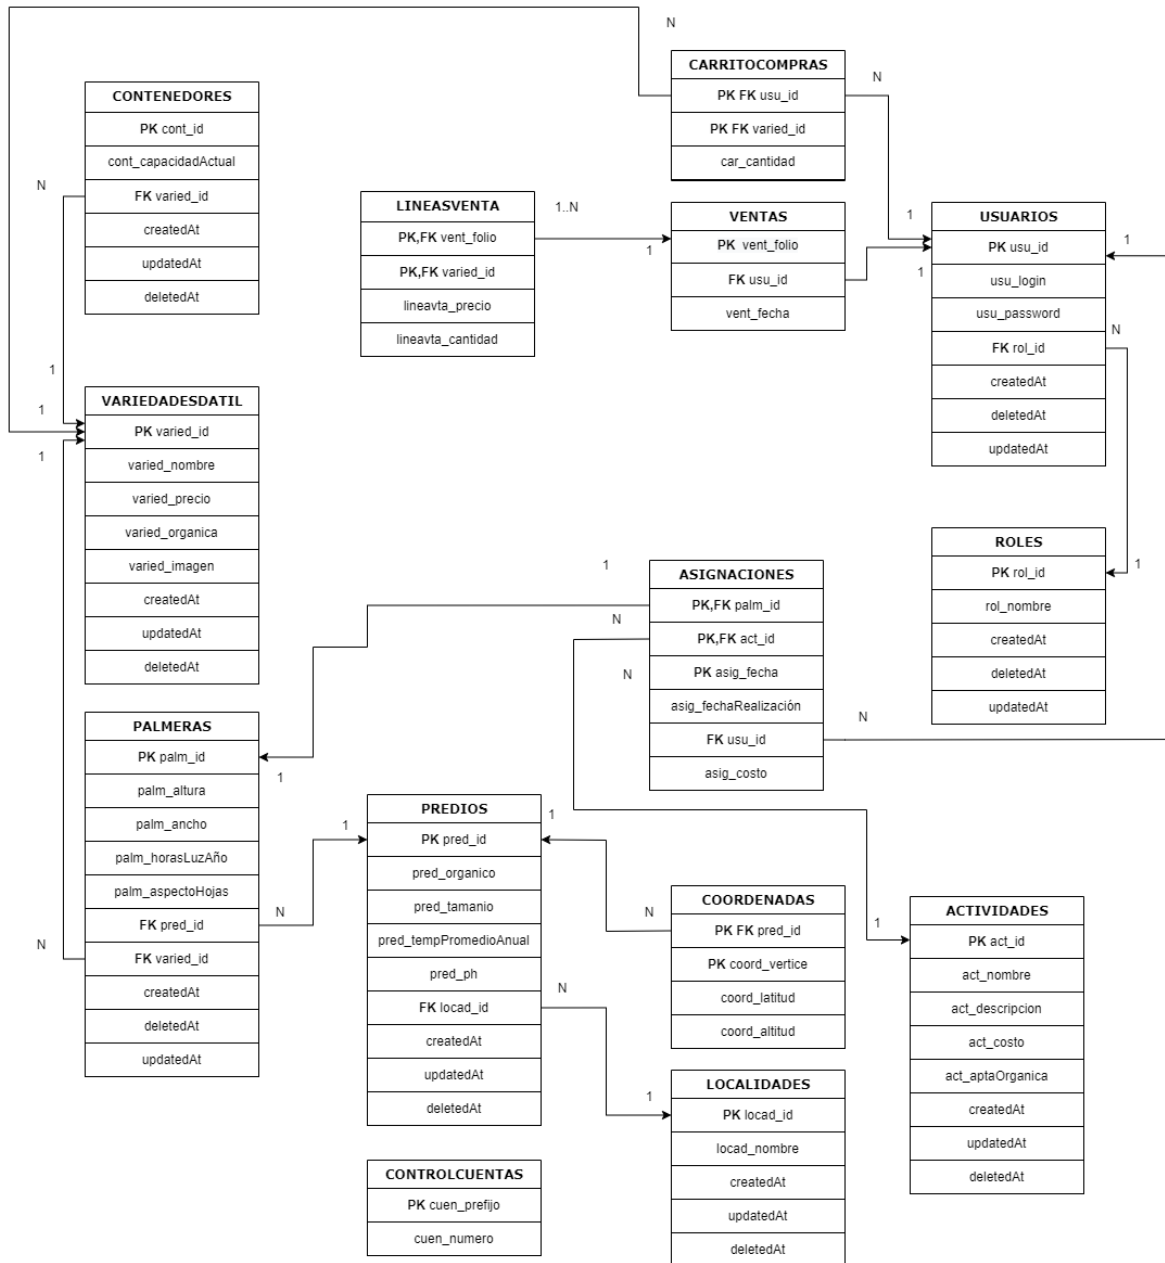 N
CARRITOCOMPRAS
PK FK usu_id
PK FK varied_id
car_cantidad
N
CONTENEDORES
PK cont_id
cont_capacidadActual
FK varied_id
createdAt
updatedAt
deletedAt
N
1
LINEASVENTA
PK,FK vent_folio
PK,FK varied_id
lineavta_precio
lineavta_cantidad
1..N
1
VENTAS
PK vent_folio
FK usu_id
vent_fecha
1
1
USUARIOS
PK usu_id
usu_login
usu_password
FK rol_id
createdAt
deletedAt
updatedAt
1
N
VARIEDADESDATIL
PK varied_id
varied_nombre
varied_precio
varied_organica
varied_imagen
createdAt
updatedAt
deletedAt
1
1
ROLES
PK rol_id
rol_nombre
createdAt
deletedAt
updatedAt
1
1
N
N
ASIGNACIONES
PK,FK palm_id
PK,FK act_id
PK asig_fecha
asig_fechaRealización
FK usu_id
asig_costo
N
PALMERAS
PK palm_id
palm_altura
palm_ancho
palm_horasLuzAño
palm_aspectoHojas
FK pred_id
FK varied_id
createdAt
deletedAt
updatedAt
1
N
N
1
PREDIOS
PK pred_id
pred_organico
pred_tamanio
pred_tempPromedioAnual
pred_ph
FK locad_id
createdAt
updatedAt
deletedAt
1
N
N
1
COORDENADAS
PK FK pred_id
PK coord_vertice
coord_latitud
coord_altitud
1
ACTIVIDADES
PK act_id
act_nombre
act_descripcion
act_costo
act_aptaOrganica
createdAt
updatedAt
deletedAt
LOCALIDADES
PK locad_id
locad_nombre
createdAt
updatedAt
deletedAt
CONTROLCUENTAS
PK cuen_prefijo
cuen_numero